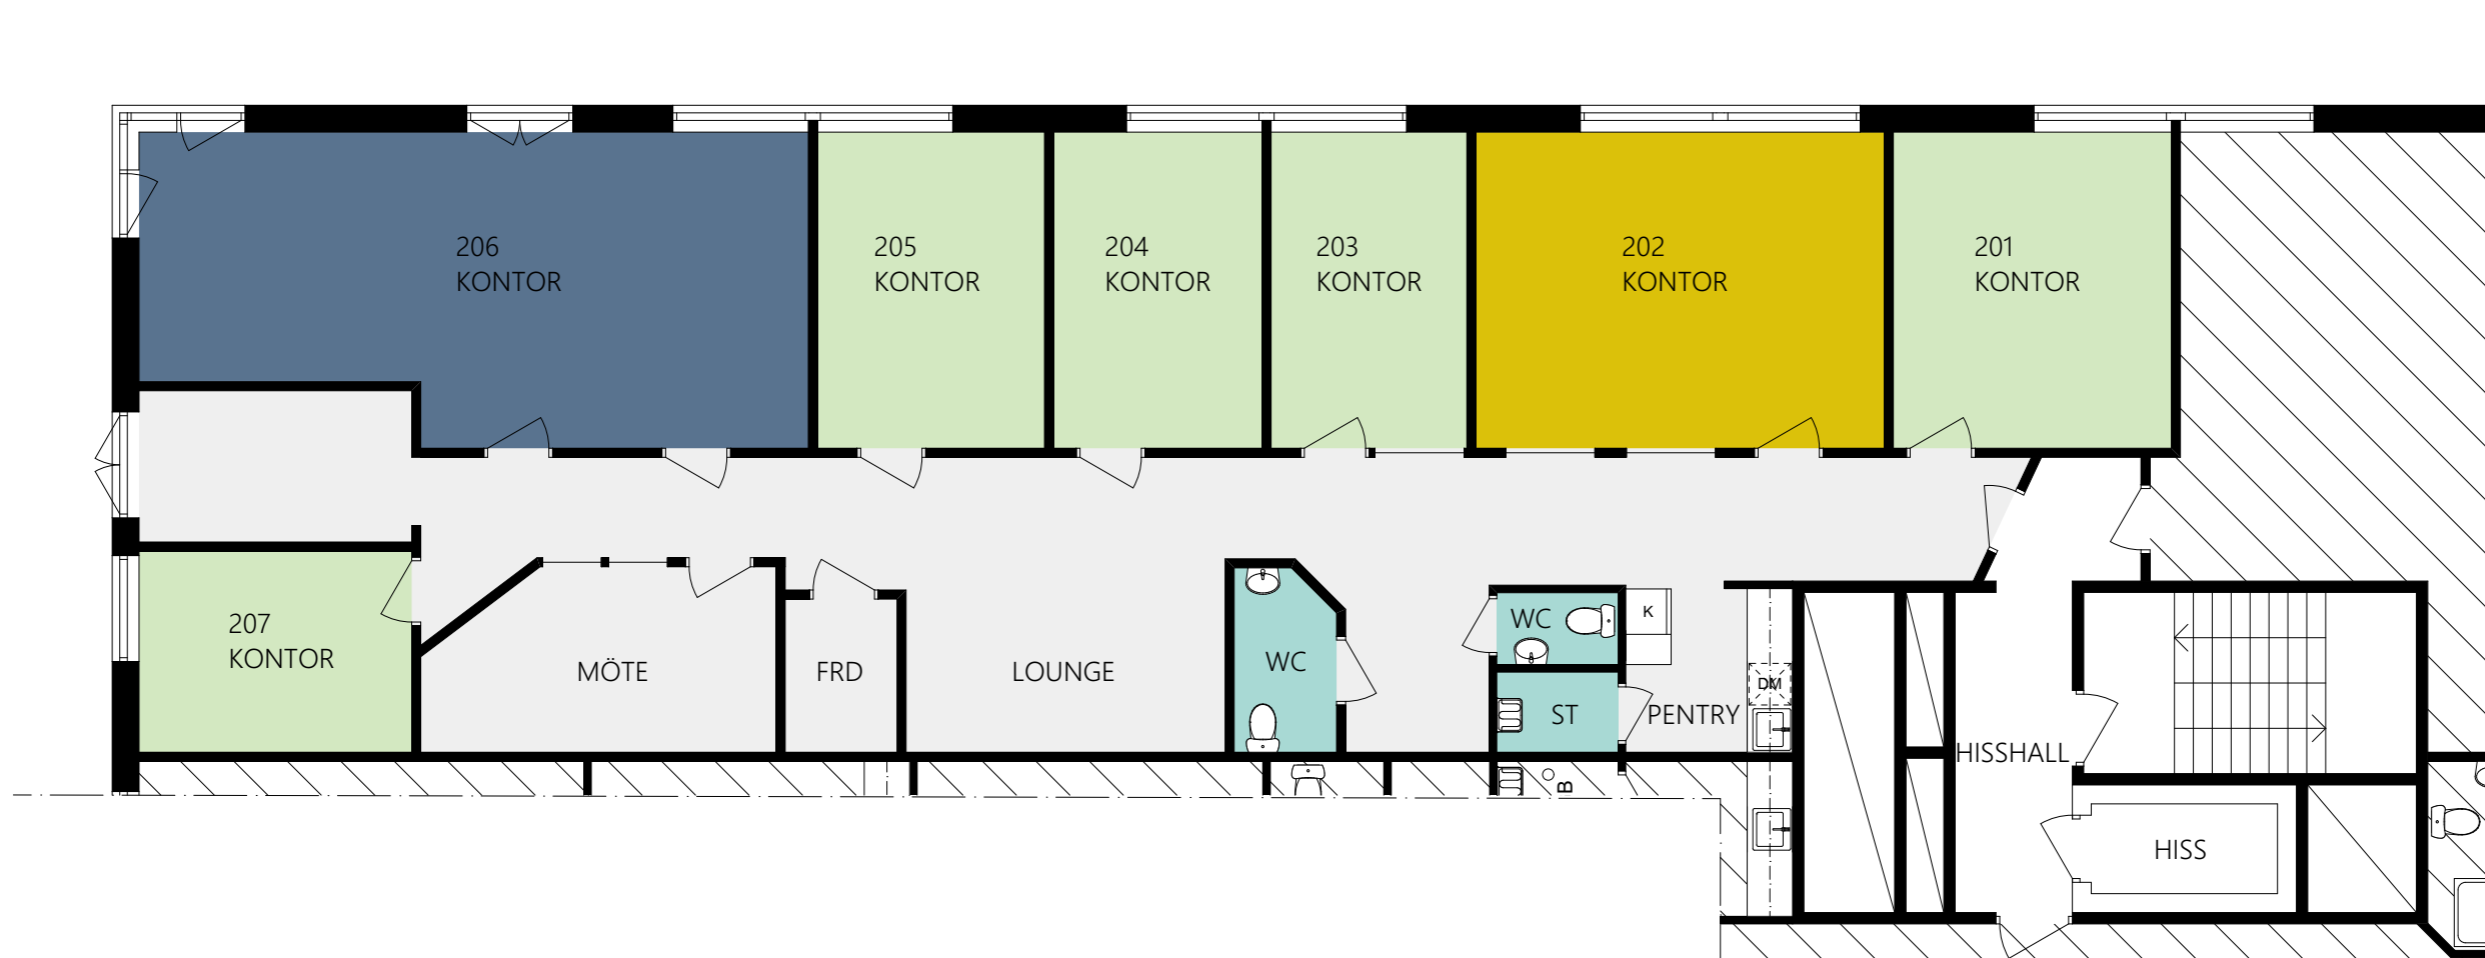 206
KONTOR
205
KONTOR
204
KONTOR
203
KONTOR
202
KONTOR
201
KONTOR
207
KONTOR
MÖTE
FRD
LOUNGE
WC
WC
K
ST
PENTRY
DM
HISSHALL
HISS
B